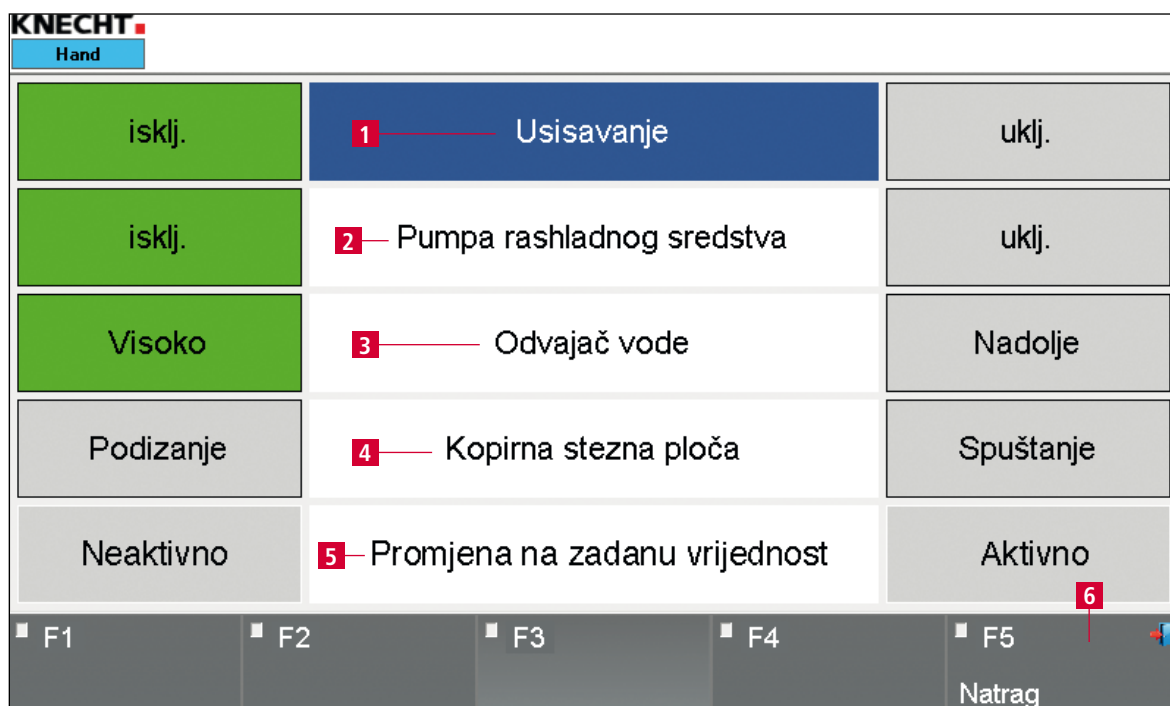 KNECHT
Hand
isklj. 1 Usisavanje uklj.
isklj. 2 Pumpa rashladnog sredstva uklj.
Visoko 3 Odvajač vode Nadolje
Podizanje 4 Kopirna stezna ploča Spuštanje
Neaktivno 5 Promjena na zadanu vrijednost Aktivno
6
F1 F2 F3 F4 F5
Natrag